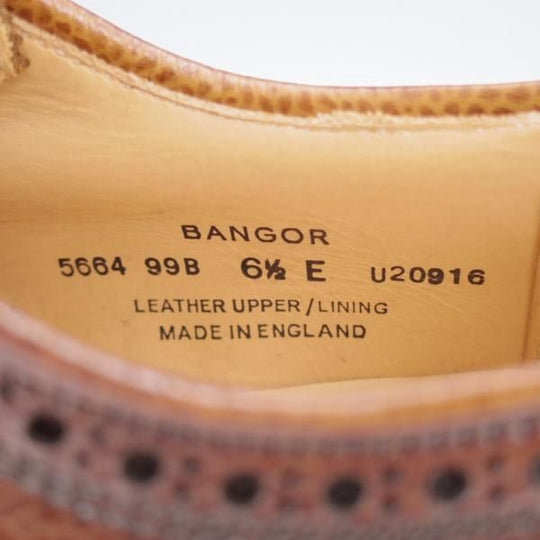 BANGOR
5664 99B 6½ E U20916
LEATHER UPPER/LINING
MADE IN ENGLAND